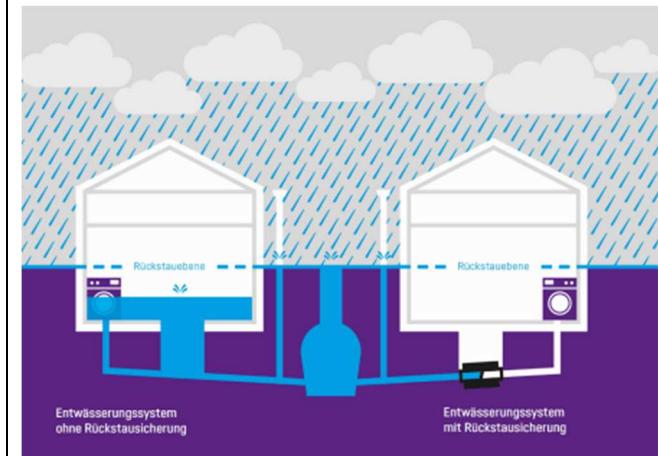 Rückstauebene
Rückstauebene
Entwässerungssystem
ohne Rückstausicherung
Entwässerungssystem
mit Rückstausicherung